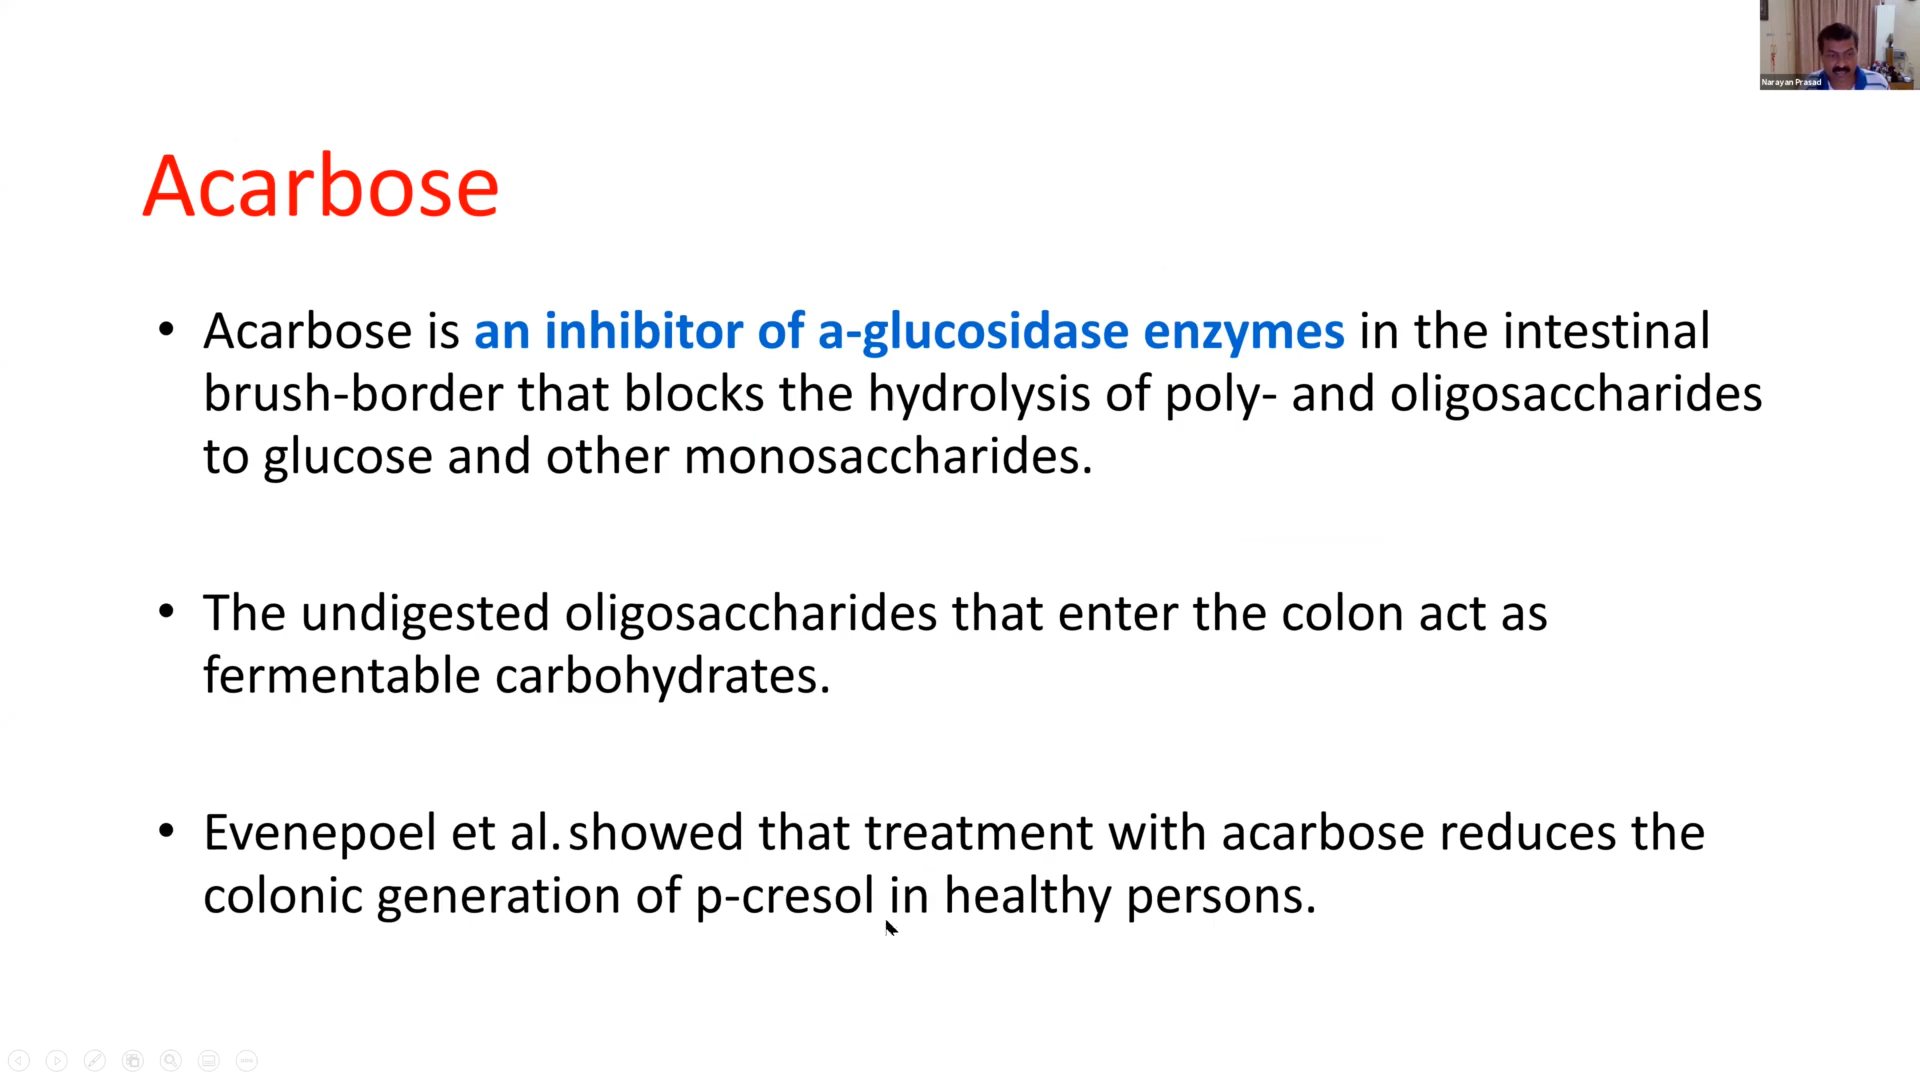 Narayan Prasad
Acarbose
• Acarbose is an inhibitor of a-glucosidase enzymes in the intestinal
brush-border that blocks the hydrolysis of poly- and oligosaccharides
to glucose and other monosaccharides.
• The undigested oligosaccharides that enter the colon act as
fermentable carbohydrates.
• Evenepoel et al. showed that treatment with acarbose reduces the
colonic generation of p-cresol in healthy persons.